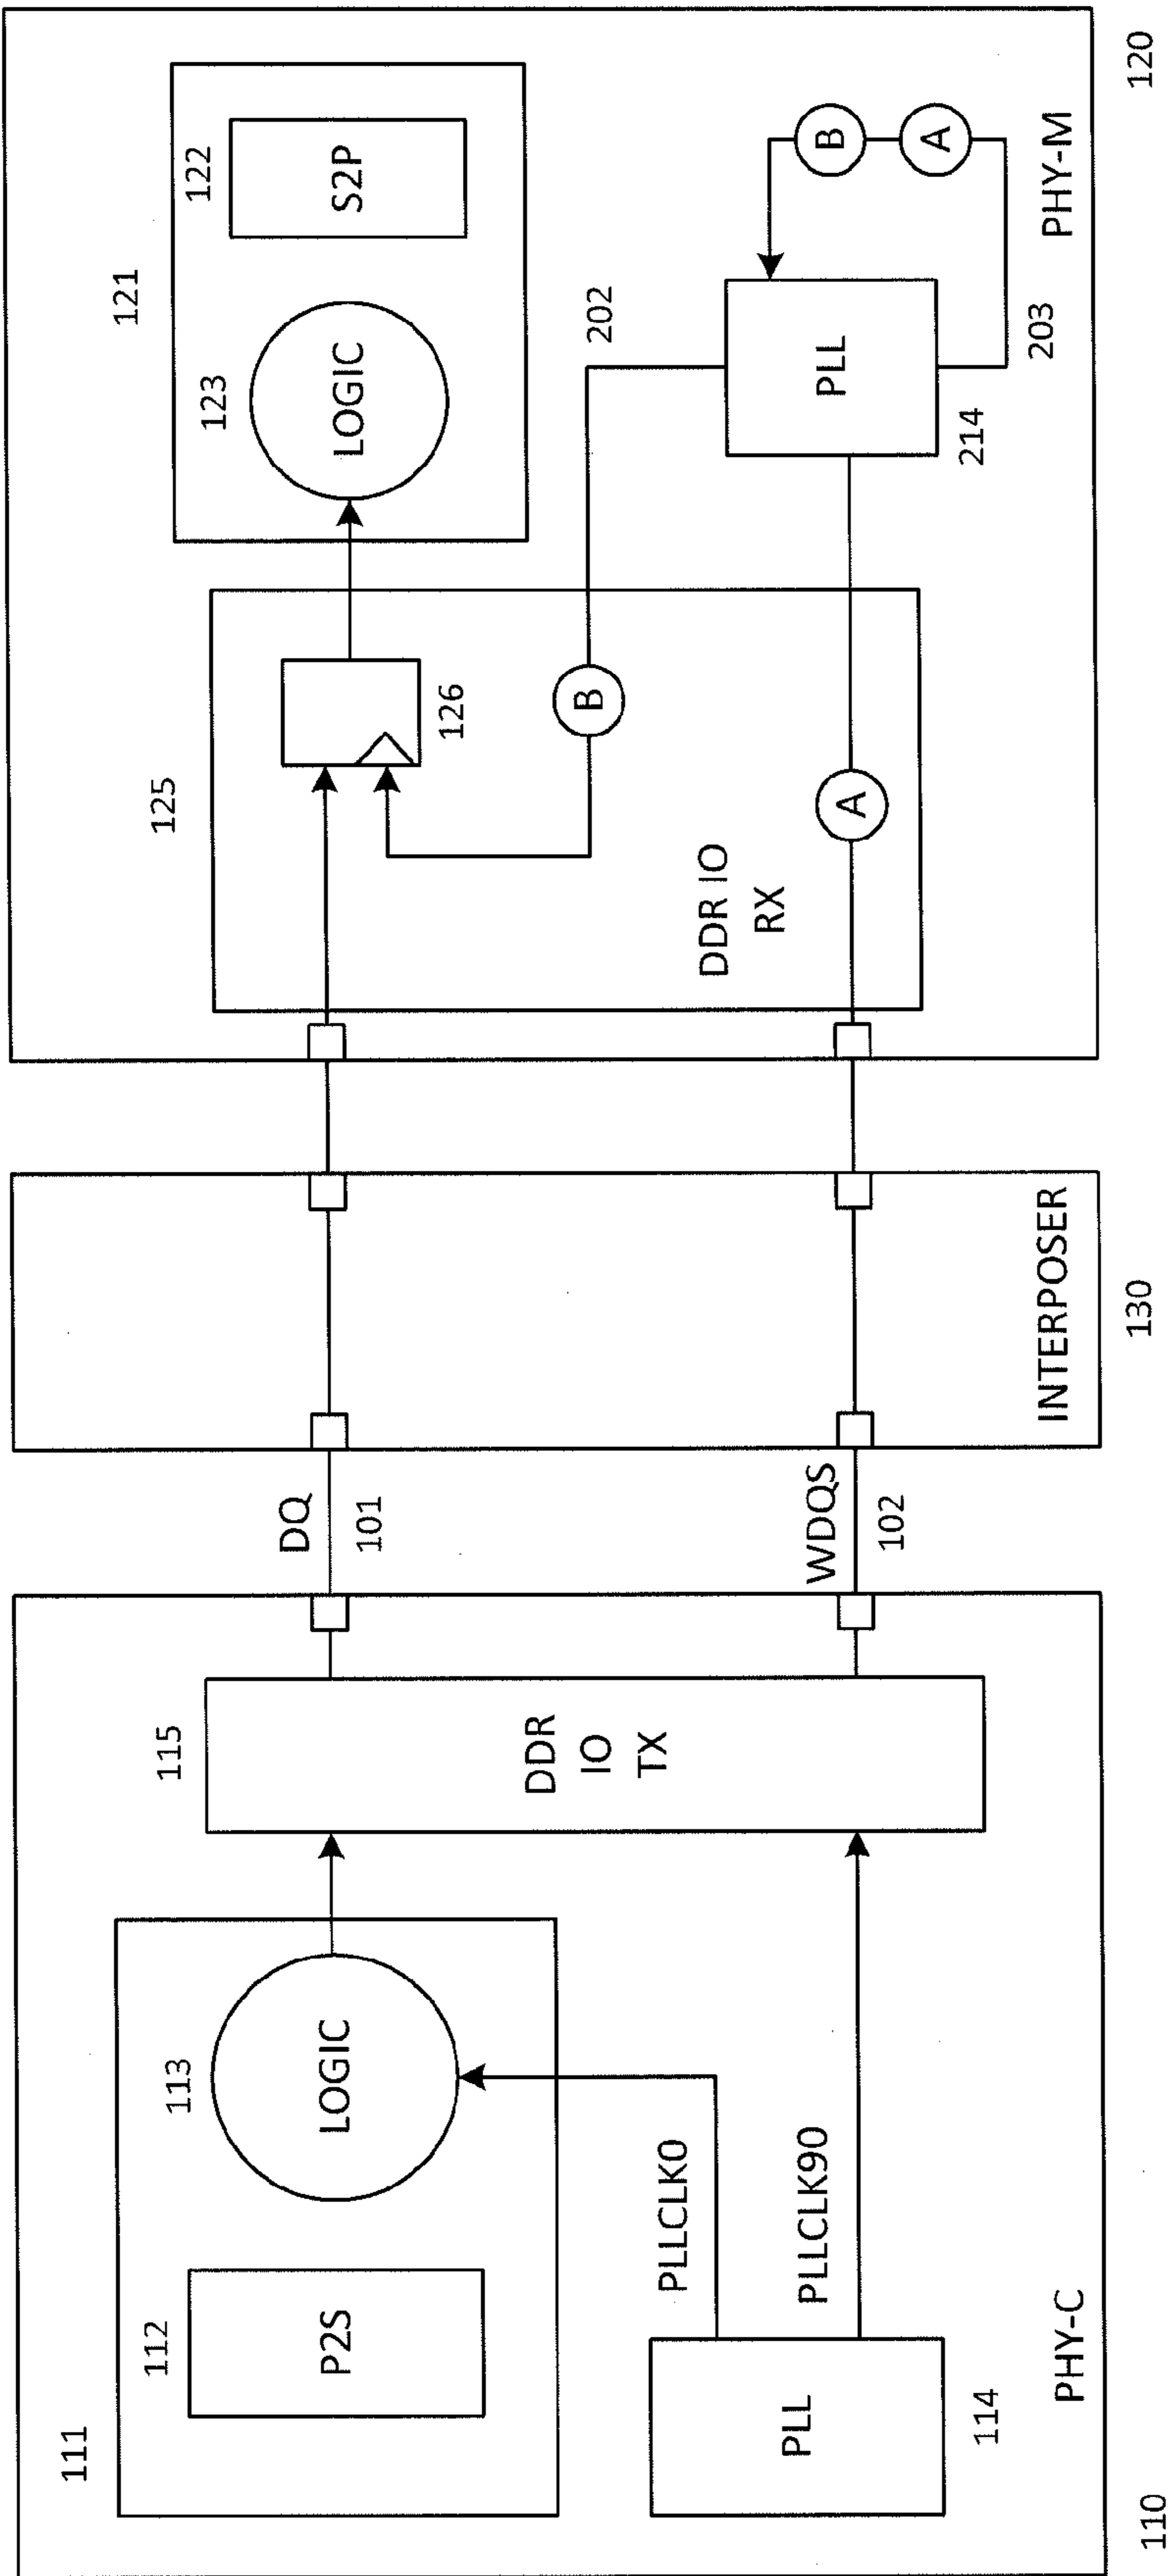 111
112
P2S
113
LOGIC
115
DDR
IO
TX
PLLCLK0
PLLCLK90
PLL
114
PHY-C
110
DQ
101
WDQS
102
INTERPOSER
130
125
126
B
A
DDR IO
RX
121
123
LOGIC
122
S2P
202
PLL
214
203
B
A
PHY-M
120